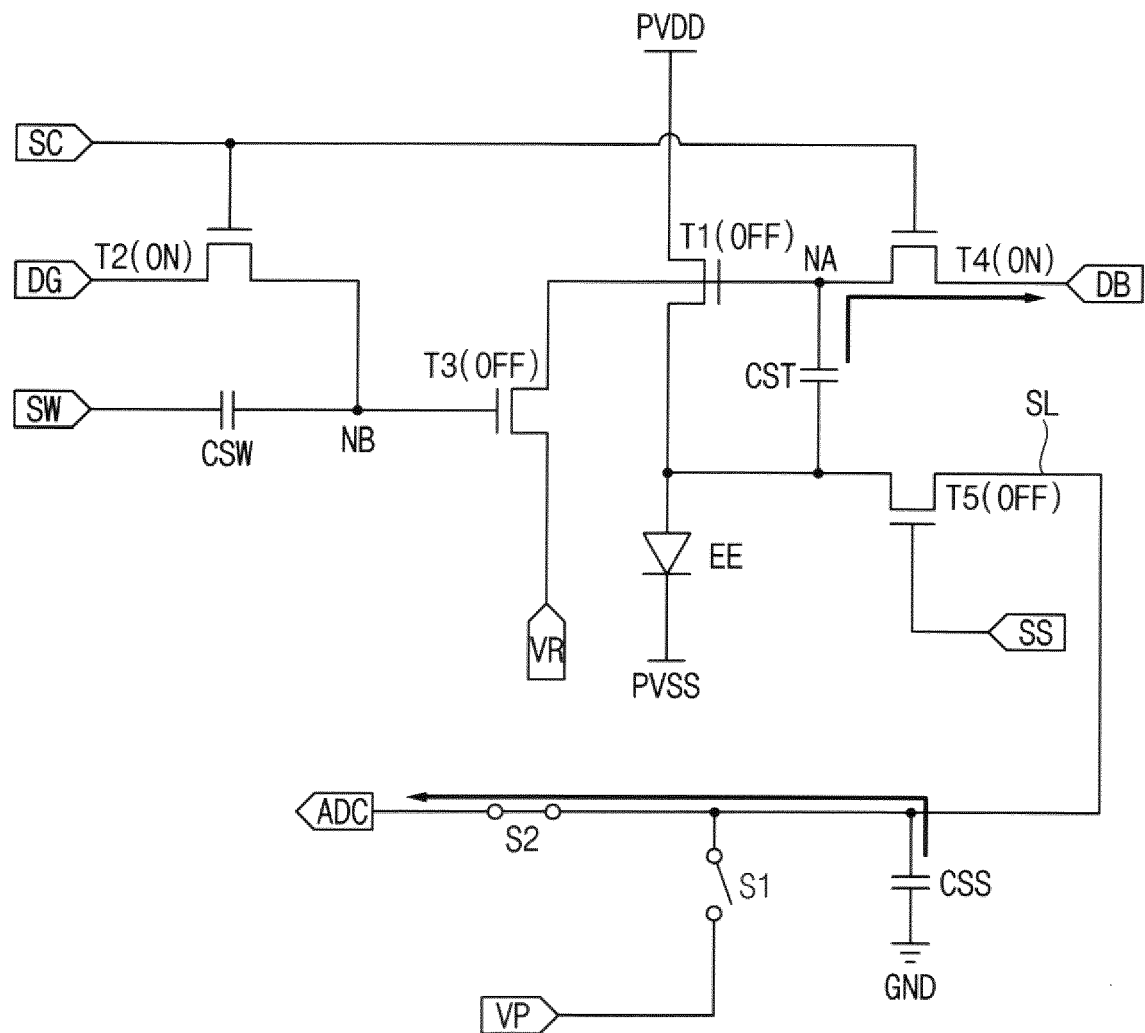 PVDD
SC
T1(OFF)
T2(ON)
NA
T4(ON)
DG
DB
T3(OFF)
CST
SW
SL
CSW
NB
T5(OFF)
EE
VR
SS
PVSS
ADC
S2
S1
CSS
GND
VP